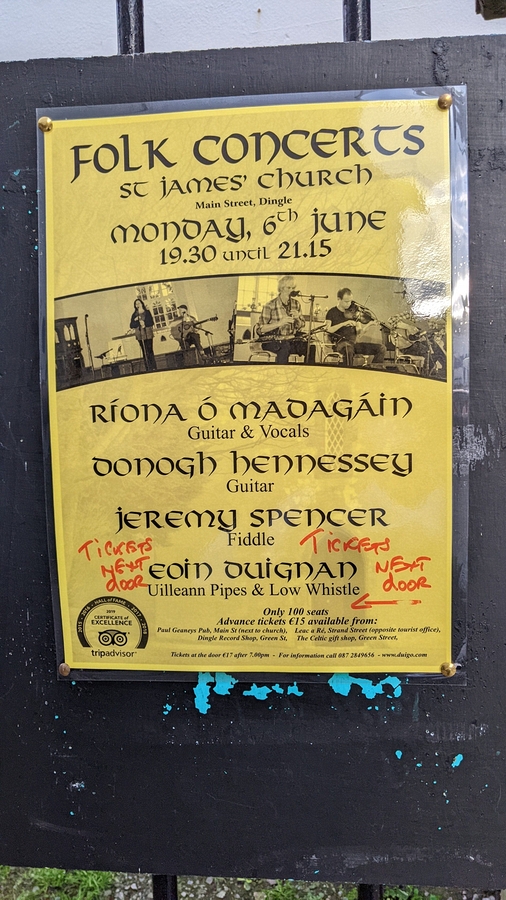 FOLK CONCERTS
ST JAMES' CHURCH
Main Street, Dingle
MONDAY, 6th JUNE
19.30 until 21.15
RÍONA Ó MADAGÁIN
Guitar & Vocals
DONOGH HENNESSEY
Guitar
JEREMY SPENCER
Fiddle
TICKETS NEXT DOOR
TICKETS NEXT DOOR
EOIN DUIGNAN
Uilleann Pipes & Low Whistle
Only 100 seats
Advance tickets €15 available from:
Paul Geaneys Pub, Main St (next to church), Leac a Ré, Strand Street (opposite tourist office),
Dingle Record Shop, Green St, The Celtic gift shop, Green Street,
Tickets at the door €17 after 7.00pm - For information call 087 2849656 - www.duigo.com
HALL of FAME
2019
CERTIFICATE of
EXCELLENCE
tripadvisor